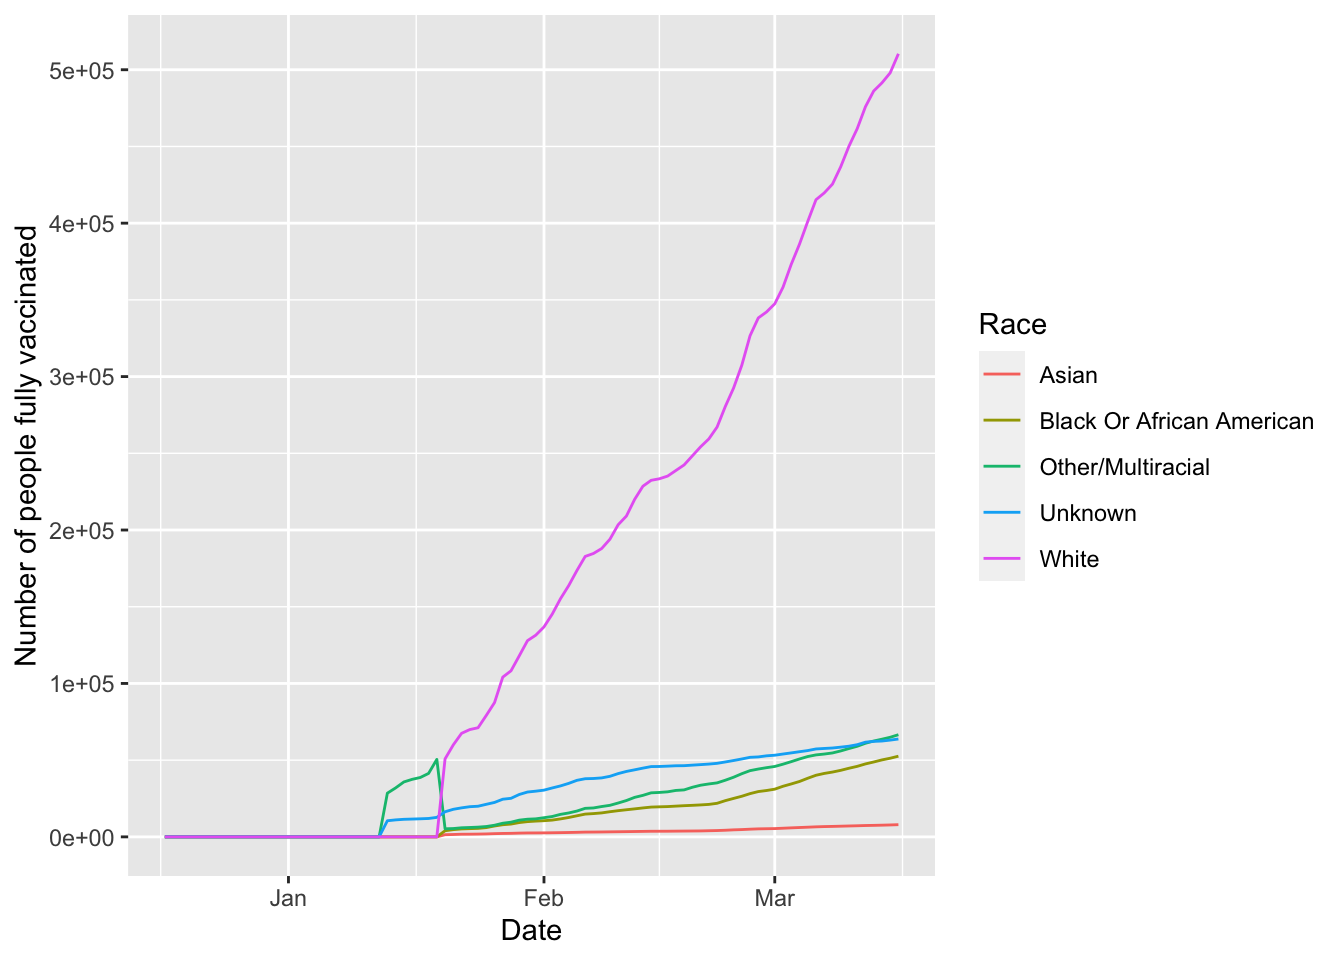 Number of people fully vaccinated
5e+05
4e+05
3e+05
2e+05
1e+05
0e+00
Jan
Feb
Mar
Date
Race
Asian
Black Or African American
Other/Multiracial
Unknown
White